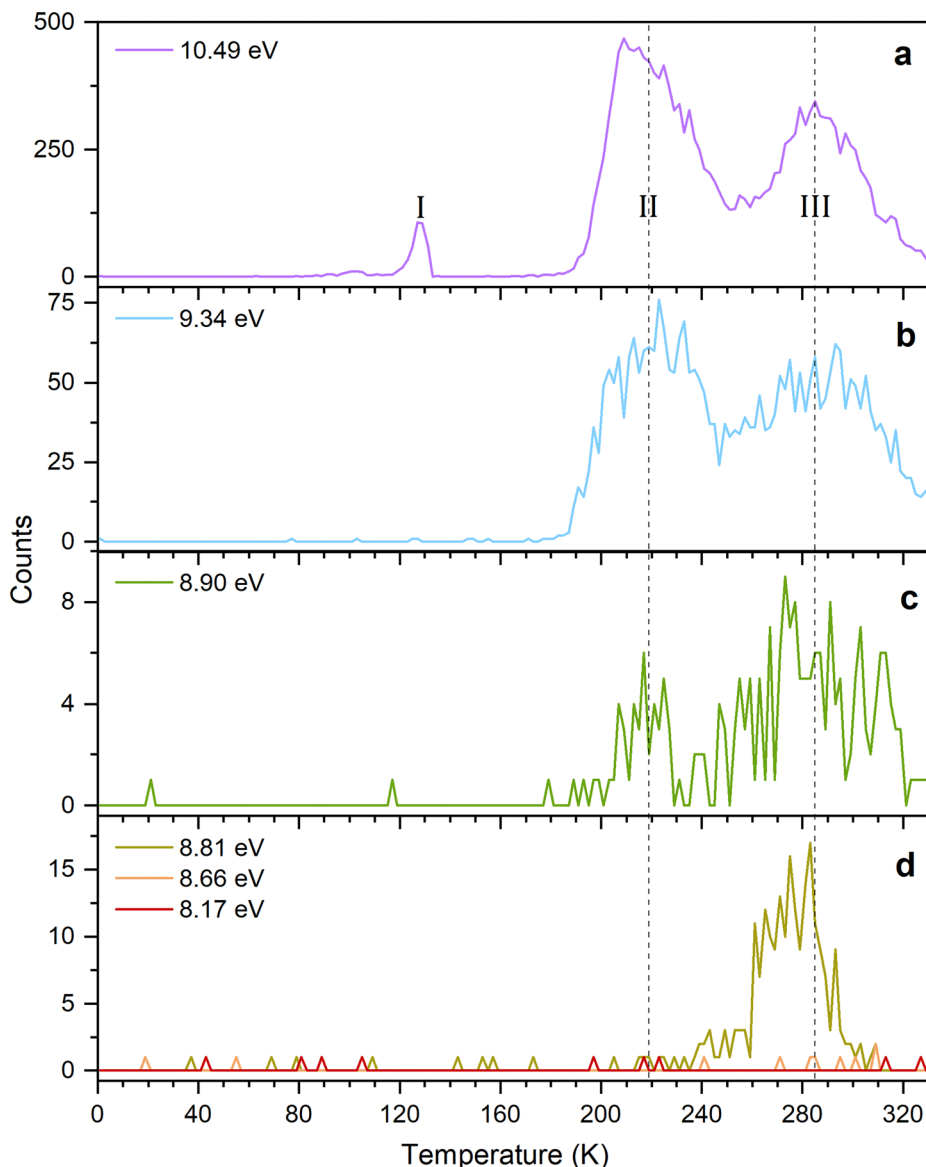 500
10.49 eV
a
250
I
II
III
0
75
9.34 eV
b
50
25
0
Counts
8.90 eV
c
8
4
0
8.81 eV
d
8.66 eV
15
8.17 eV
10
5
0
0 40 80 120 160 200 240 280 320
Temperature (K)